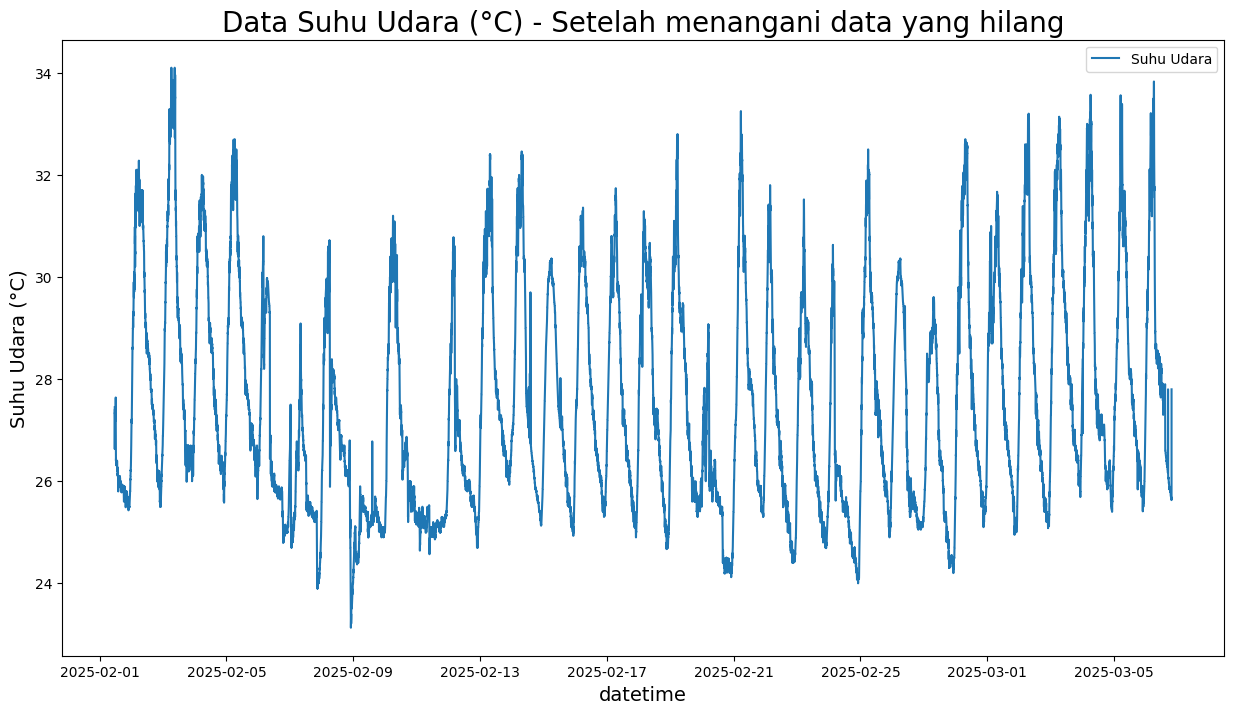 Data Suhu Udara (°C) - Setelah menangani data yang hilang
Suhu Udara
Suhu Udara (°C)
34
32
30
28
26
24
2025-02-01 2025-02-05 2025-02-09 2025-02-13 2025-02-17 2025-02-21 2025-02-25 2025-03-01 2025-03-05
datetime